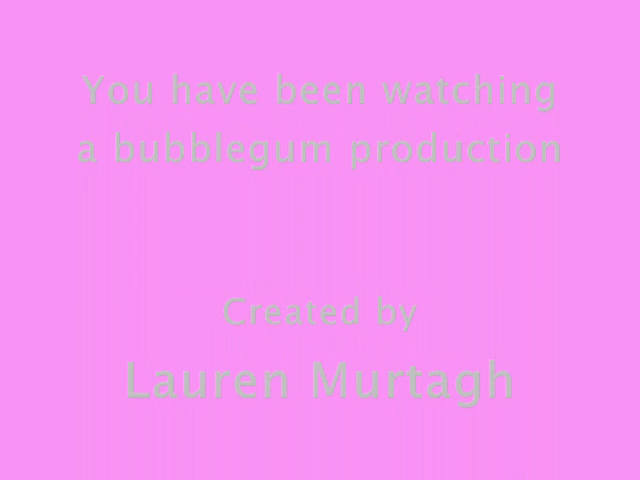 You have been watching
a bubblegum production
Created by
Lauren Murtagh